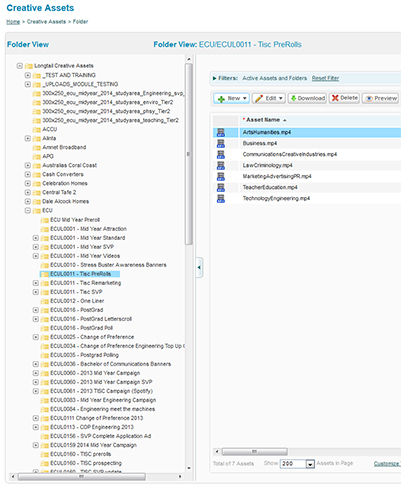 Creative Assets
Home > Creative Assets > Folder
Folder View
Folder View: ECU/ECUL0011 - Tisc PreRolls
Longtail Creative Assets
_TEST AND TRAINING
_UPLOADS_MODULE_TESTING
300x250_ecu_midyear_2014_studyarea_Engineering_svg_
300x250_ecu_midyear_2014_studyarea_enviro_Tier2
300x250_ecu_midyear_2014_studyarea_phsy_Tier2
300x250_ecu_midyear_2014_studyarea_teaching_Tier2
ACCU
Alinta
Amnet Broadband
APG
Australias Coral Coast
Cash Converters
Celebration Homes
Central Tafe 2
Dale Alcock Homes
ECU
ECU Mid Year Preroll
ECUL0001 - Mid Year Attraction
ECUL0001 - Mid Year Standard
ECUL0001 - Mid Year SVP
ECUL0001 - Mid Year Videos
ECUL0010 - Stress Buster Awareness Banners
ECUL0011 - Tisc PreRolls
ECUL0011 - Tisc Remarketing
ECUL0011 - Tisc SVP
ECUL0012 - One Liner
ECUL0016 - PostGrad
ECUL0016 - PostGrad Letterscroll
ECUL0016 - PostGrad Poll
ECUL0025 - Change of Preference
ECUL0034 - Change of Preference Engineering Top Up
ECUL0035 - Postgrad Polling
ECUL0036 - Bachelor of Communications Banners
ECUL0060 - 2013 Mid Year Campaign
ECUL0060 - 2013 Mid Year Campaign SVP
ECUL0061 - 2013 TISC Campaign (Spotify)
ECUL0083 - Mid Year Engineering Campaign
ECUL0084 - Engineering meet the machines
ECUL0111 Change of Preference 2013
ECUL0113 - COP Engineering 2013
ECUL0156 - SVP Complete Application Ad
ECUL0159 2014 Mid Year Campaign
ECUL0160 - TISC prerolls
ECUL0160 - TISC prospecting
ECUL0160 - TISC SVP update
Filters: Active Assets and Folders Reset Filter
New Edit Download Delete Preview
* Asset Name
ArtsHumanities.mp4
Business.mp4
CommunicationsCreativeIndustries.mp4
LawCriminology.mp4
MarketingAdvertisingPR.mp4
TeacherEducation.mp4
TechnologyEngineering.mp4
Total of 7 Assets Show 200 Assets in Page Customize